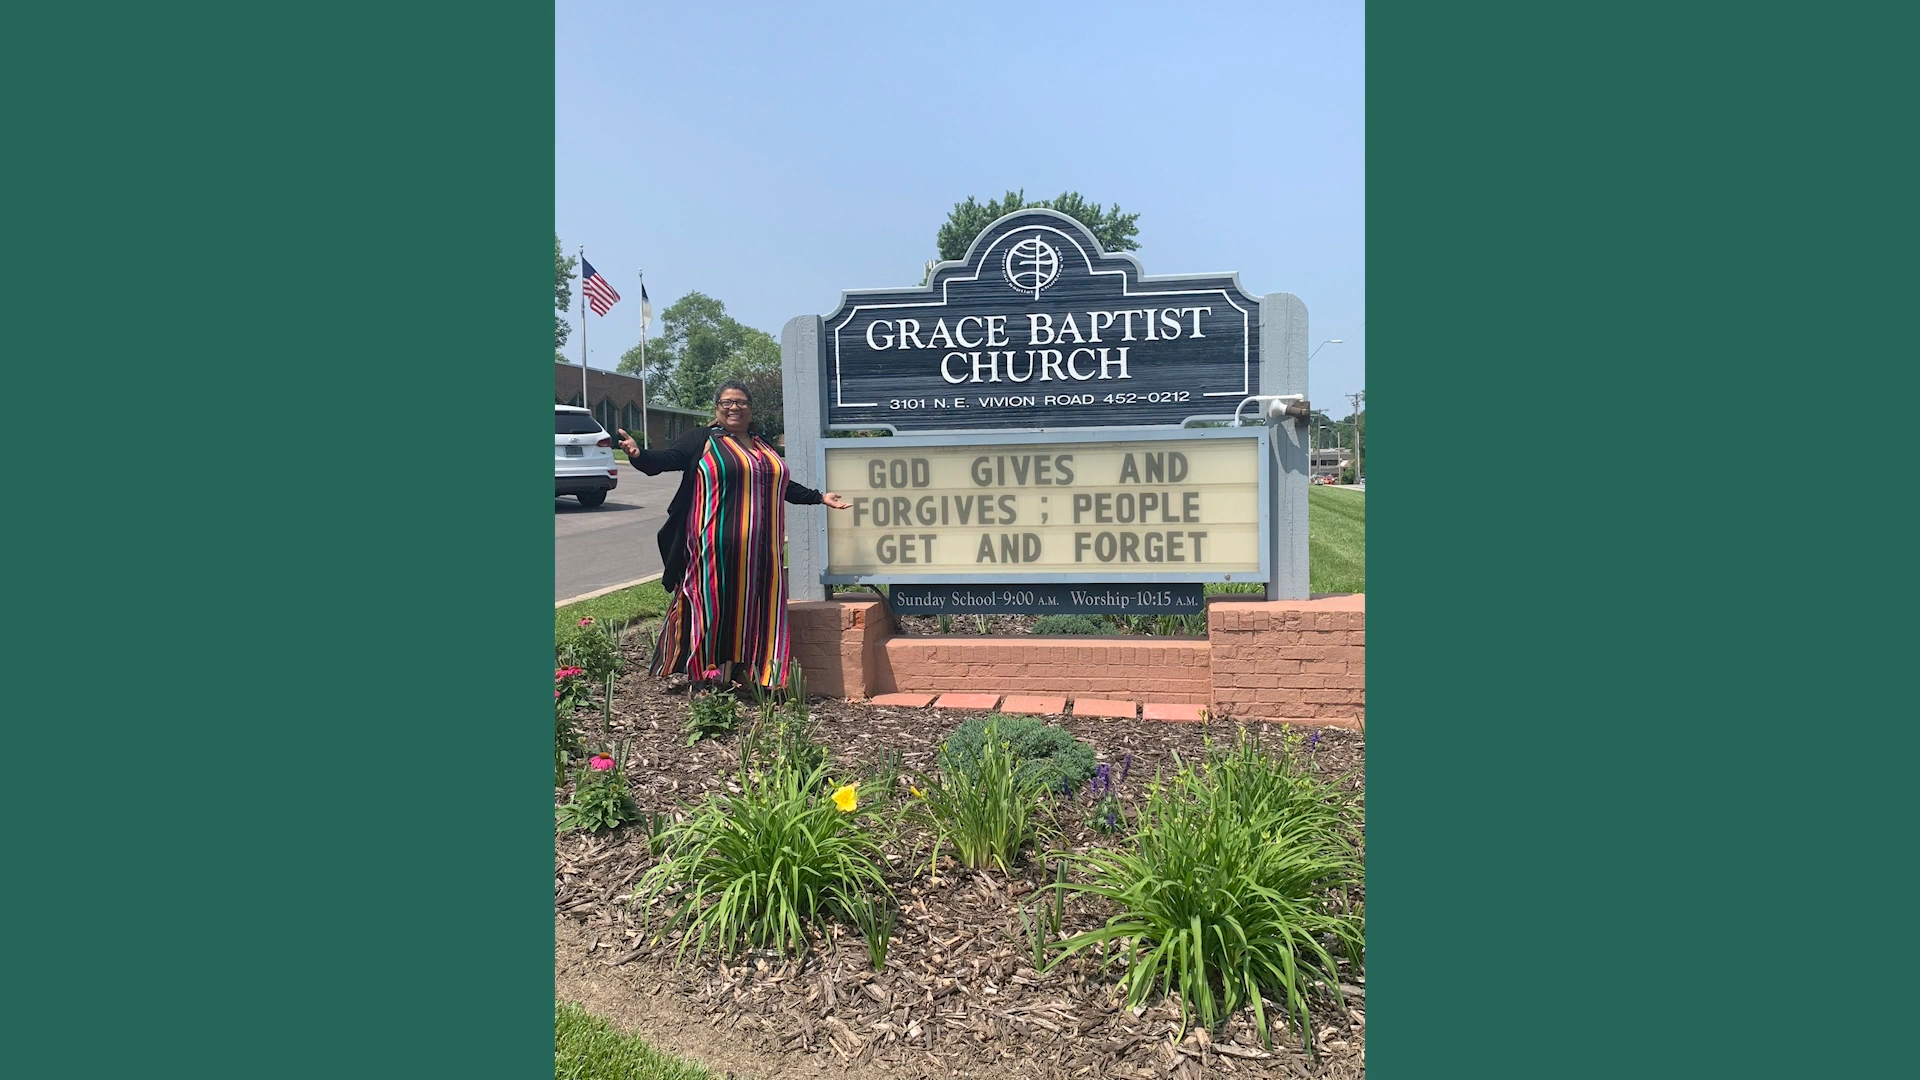 GRACE BAPTIST
CHURCH
3101 N.E. VIVION ROAD 452-0212
GOD GIVES AND
FORGIVES ; PEOPLE
GET AND FORGET
Sunday School-9:00 A.M. Worship-10:15 A.M.